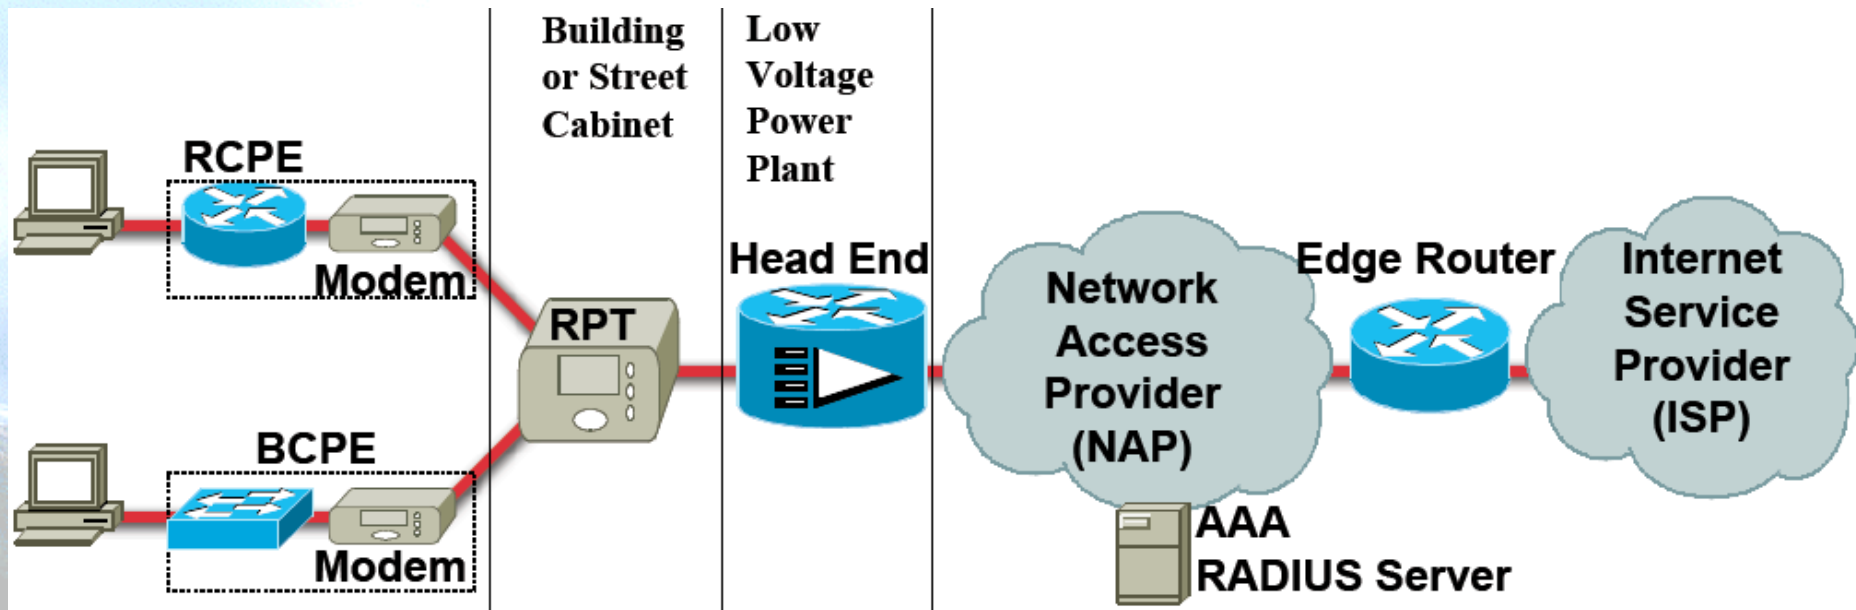 Building
or Street
Cabinet
Low
Voltage
Power
Plant
RCPE
Modem
BCPE
Modem
RPT
Head End
Network
Access
Provider
(NAP)
Edge Router
Internet
Service
Provider
(ISP)
AAA
RADIUS Server